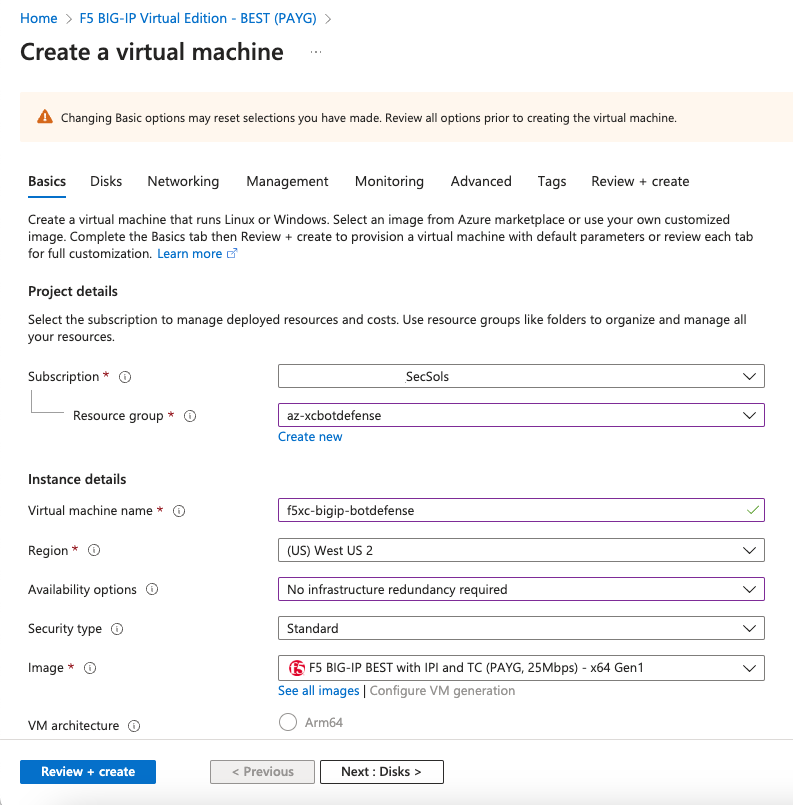 Home > F5 BIG-IP Virtual Edition - BEST (PAYG) >
Create a virtual machine ...
Changing Basic options may reset selections you have made. Review all options prior to creating the virtual machine.
Basics Disks Networking Management Monitoring Advanced Tags Review + create
Create a virtual machine that runs Linux or Windows. Select an image from Azure marketplace or use your own customized
image. Complete the Basics tab then Review + create to provision a virtual machine with default parameters or review each tab
for full customization. Learn more
Project details
Select the subscription to manage deployed resources and costs. Use resource groups like folders to organize and manage all
your resources.
Subscription * SecSols
Resource group * az-xcbotdefense
Create new
Instance details
Virtual machine name * f5xc-bigip-botdefense
Region * (US) West US 2
Availability options No infrastructure redundancy required
Security type Standard
Image * F5 BIG-IP BEST with IPI and TC (PAYG, 25Mbps) - x64 Gen1
See all images | Configure VM generation
VM architecture Arm64
Review + create < Previous Next : Disks >